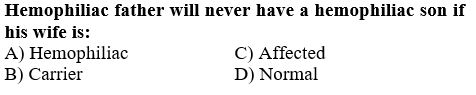 Hemophiliac father will never have a hemophiliac son if
his wife is:
A) Hemophiliac C) Affected
B) Carrier D) Normal